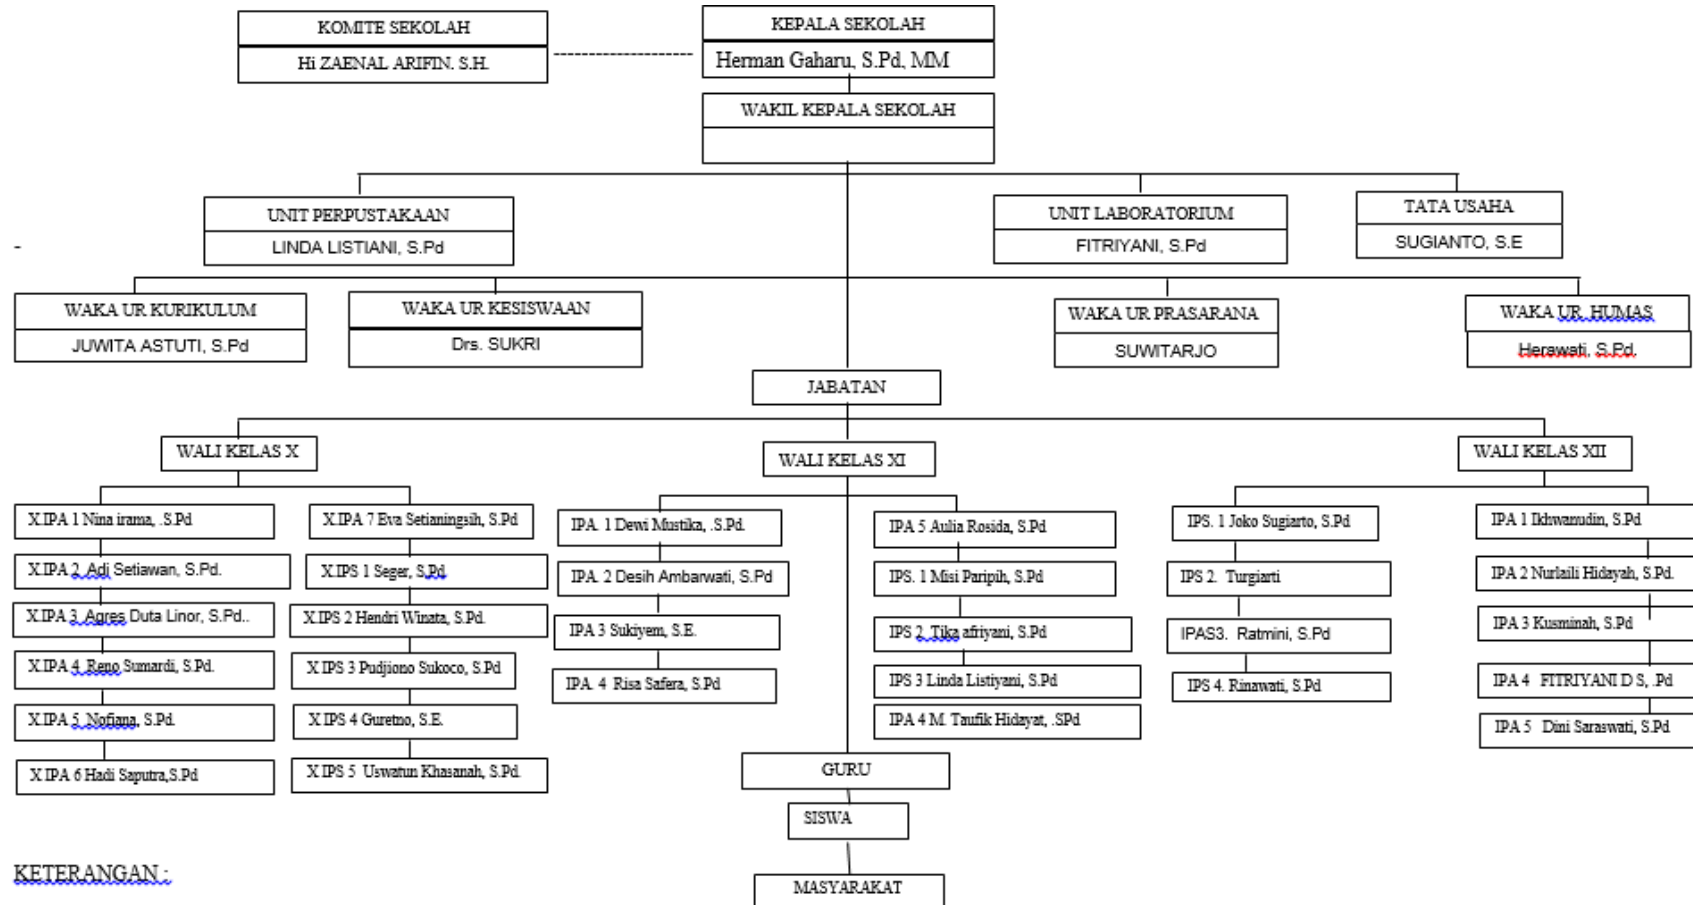 KOMITE SEKOLAH
Hi ZAENAL ARIFIN. S.H.
KEPALA SEKOLAH
Herman Gaharu, S.Pd, MM
WAKIL KEPALA SEKOLAH
UNIT PERPUSTAKAAN
LINDA LISTIANI, S.Pd
UNIT LABORATORIUM
FITRIYANI, S.Pd
TATA USAHA
SUGIANTO, S.E
-
WAKA UR KURIKULUM
JUWITA ASTUTI, S.Pd
WAKA UR KESISWAAN
Drs. SUKRI
WAKA UR PRASARANA
SUWITARJO
WAKA UR. HUMAS
Herawati. S.Pd.
JABATAN
WALI KELAS X
WALI KELAS XI
WALI KELAS XII
X.IPA 1 Nina irama, .S.Pd
X.IPA 2 Adi Setiawan, S.Pd.
X.IPA 3 Agres Duta Linor, S.Pd..
X.IPA 4 Reno Sumardi, S.Pd.
X.IPA 5 Nofiana, S.Pd.
X.IPA 6 Hadi Saputra,S.Pd
X.IPA 7 Eva Setianingsih, S.Pd
X.IPS 1 Seger, S.Pd.
X.IPS 2 Hendri Winata, S.Pd.
X.IPS 3 Pudjiono Sukoco, S.Pd
X.IPS 4 Guretno, S.E.
X.IPS 5 Uswatun Khasanah, S.Pd.
IPA. 1 Dewi Mustika, .S.Pd.
IPA. 2 Desih Ambarwati, S.Pd
IPA 3 Sukiyem, S.E.
IPA. 4 Risa Safera, S.Pd
IPA 5 Aulia Rosida, S.Pd
IPS. 1 Misi Paripih, S.Pd
IPS 2 Tika afriyani, S.Pd
IPS 3 Linda Listiyani, S.Pd
IPA 4 M. Taufik Hidayat, .SPd
IPS. 1 Joko Sugiarto, S.Pd
IPS 2. Turgiarti
IPAS3. Ratmini, S.Pd
IPS 4. Rinawati, S.Pd
IPA 1 Ikhwanudin, S.Pd
IPA 2 Nurlaili Hidayah, S.Pd.
IPA 3 Kusminah, S.Pd
IPA 4 FITRIYANI D S, .Pd
IPA 5 Dini Saraswati, S.Pd
GURU
SISWA
MASYARAKAT
KETERANGAN :